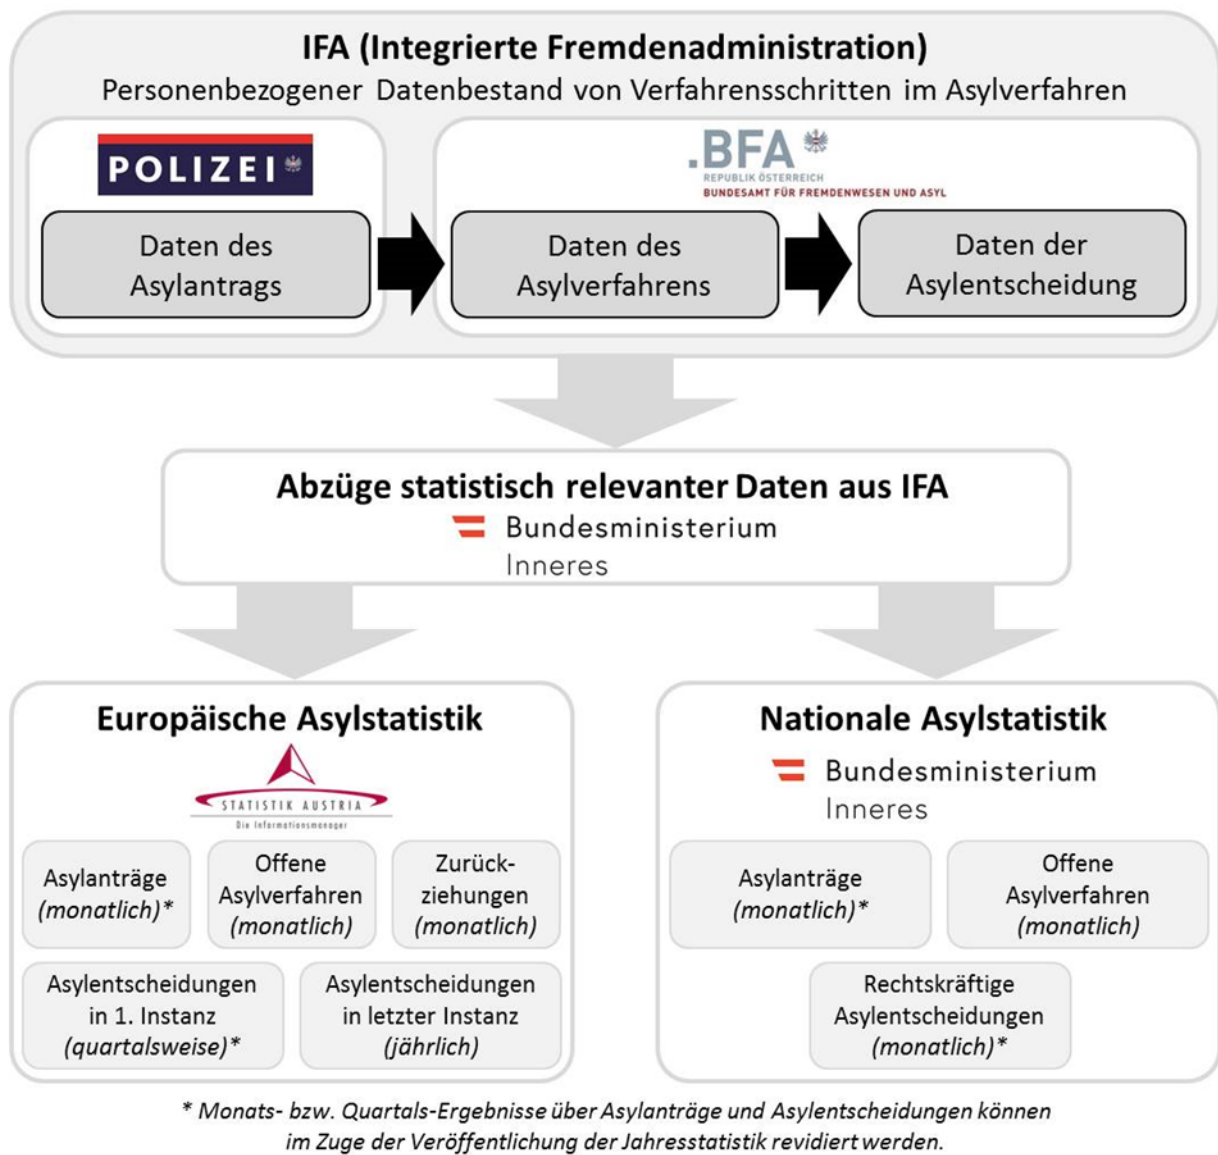 IFA (Integrierte Fremdenadministration)
Personenbezogener Datenbestand von Verfahrensschritten im Asylverfahren
POLIZEI
.BFA
REPUBLIK ÖSTERREICH
BUNDESAMT FÜR FREMDENWESEN UND ASYL
Daten des
Asylantrags
Daten des
Asylverfahrens
Daten der
Asylentscheidung
Abzüge statistisch relevanter Daten aus IFA
Bundesministerium
Inneres
Europäische Asylstatistik
STATISTIK AUSTRIA
Die Informationsmanager
Asylanträge
(monatlich)*
Offene
Asylverfahren
(monatlich)
Zurück-
ziehungen
(monatlich)
Asylentscheidungen
in 1. Instanz
(quartalsweise)*
Asylentscheidungen
in letzter Instanz
(jährlich)
Nationale Asylstatistik
Bundesministerium
Inneres
Asylanträge
(monatlich)*
Offene
Asylverfahren
(monatlich)
Rechtskräftige
Asylentscheidungen
(monatlich)*
* Monats- bzw. Quartals-Ergebnisse über Asylanträge und Asylentscheidungen können
im Zuge der Veröffentlichung der Jahresstatistik revidiert werden.